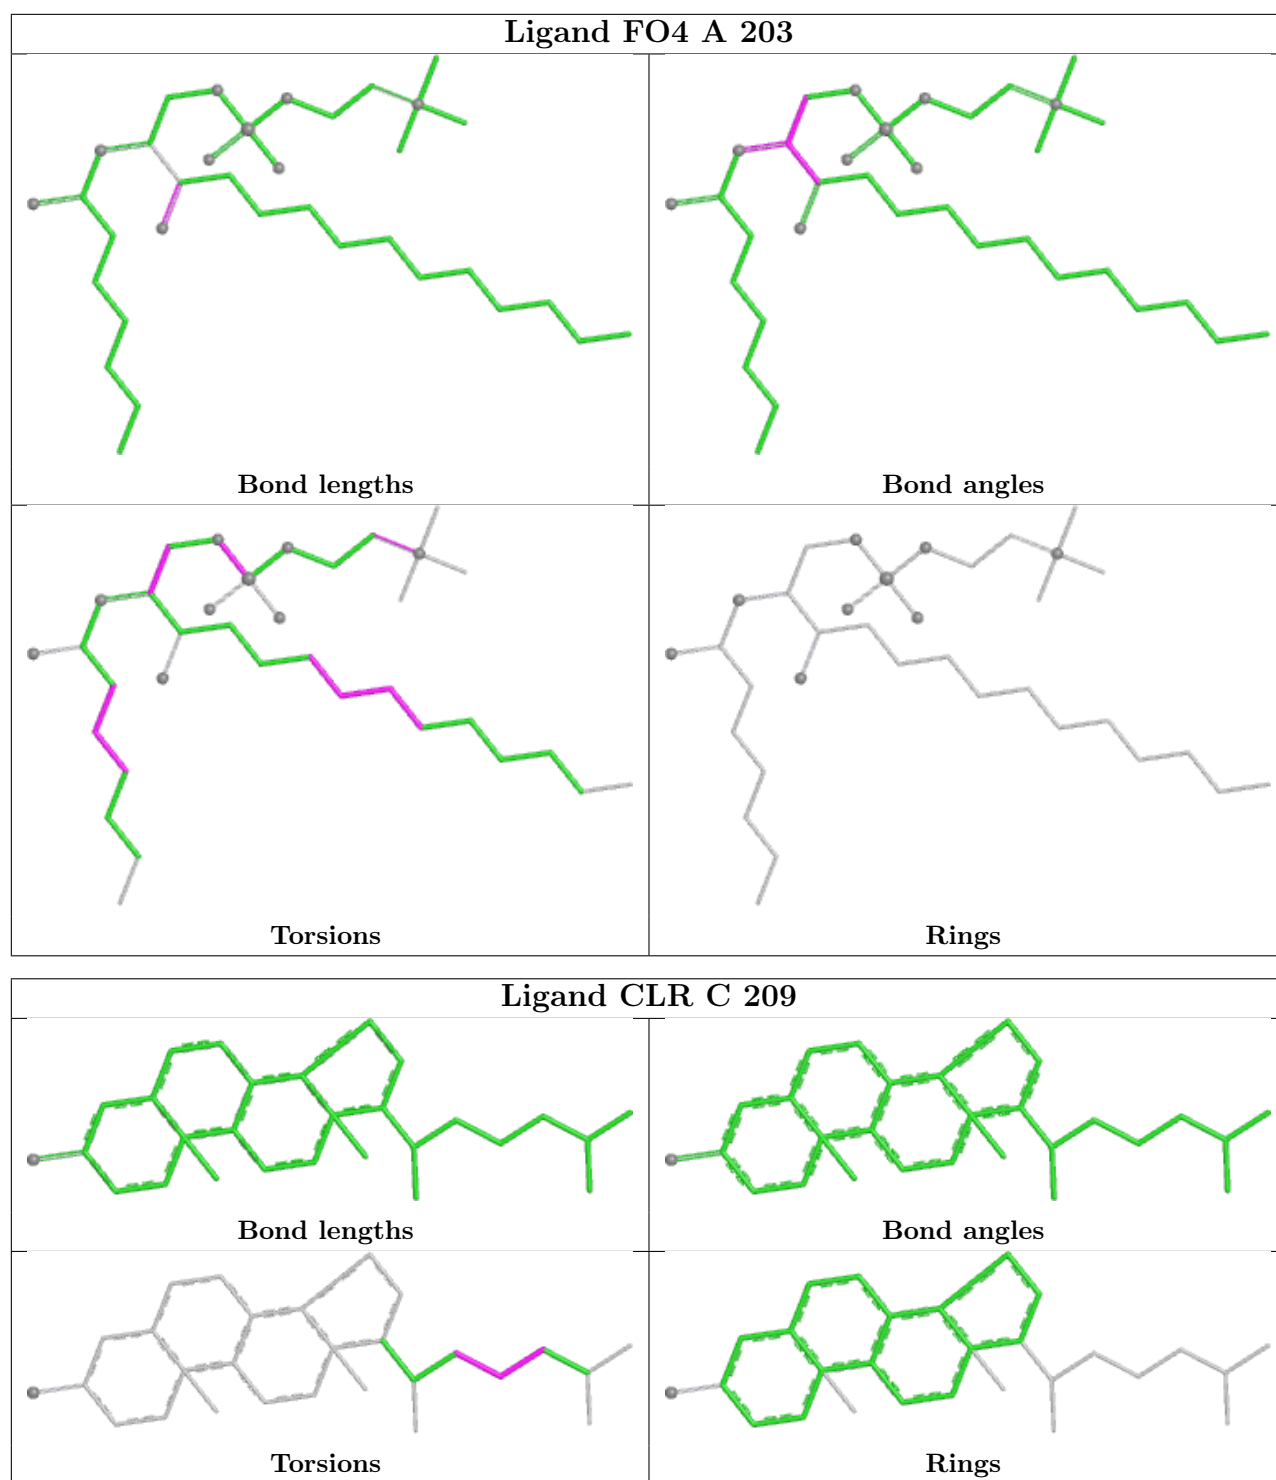 Ligand FO4 A 203
Bond lengths
Bond angles
Torsions
Rings
Ligand CLR C 209
Bond lengths
Bond angles
Torsions
Rings